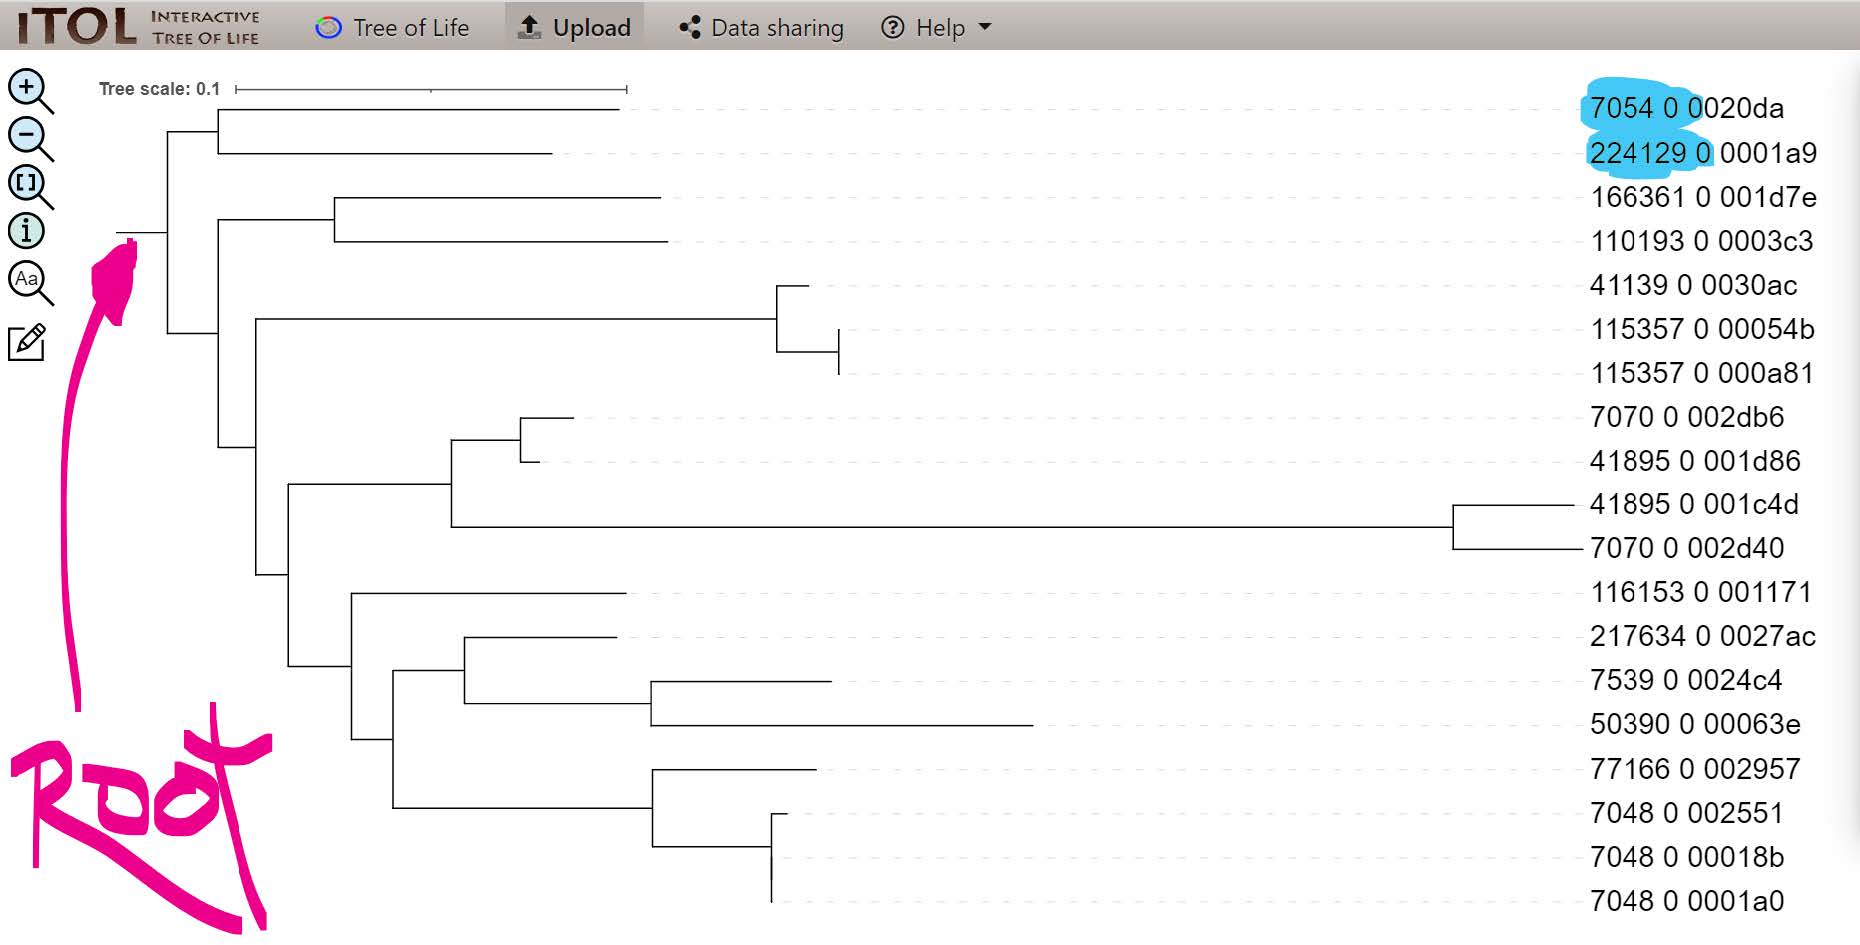 iTOL INTERACTIVE TREE OF LIFE Tree of Life Upload Data sharing Help
Tree scale: 0.1
7054 0 0020da
224129 0 0001a9
166361 0 001d7e
110193 0 0003c3
Aa
41139 0 0030ac
115357 0 00054b
115357 0 000a81
7070 0 002db6
41895 0 001d86
41895 0 001c4d
7070 0 002d40
116153 0 001171
217634 0 0027ac
7539 0 0024c4
50390 0 00063e
77166 0 002957
7048 0 002551
7048 0 00018b
7048 0 0001a0
Root